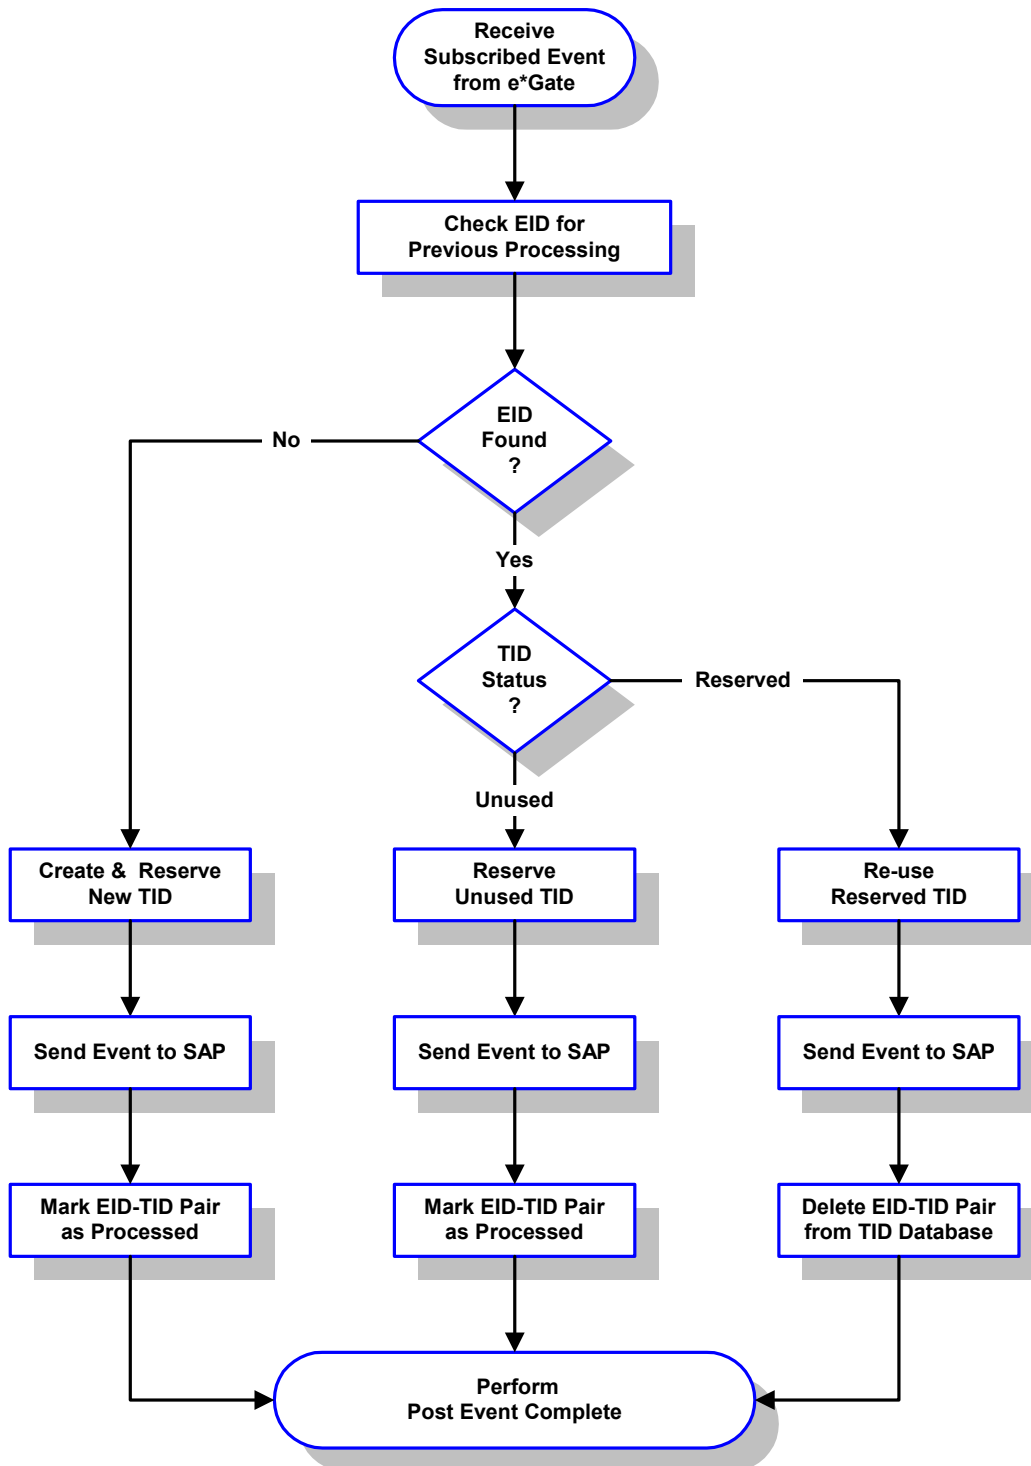 Receive
Subscribed Event
from e*Gate
Check EID for
Previous Processing
EID
Found
?
No
Yes
TID
Status
?
Reserved
Unused
Create & Reserve
New TID
Reserve
Unused TID
Re-use
Reserved TID
Send Event to SAP
Send Event to SAP
Send Event to SAP
Mark EID-TID Pair
as Processed
Mark EID-TID Pair
as Processed
Delete EID-TID Pair
from TID Database
Perform
Post Event Complete